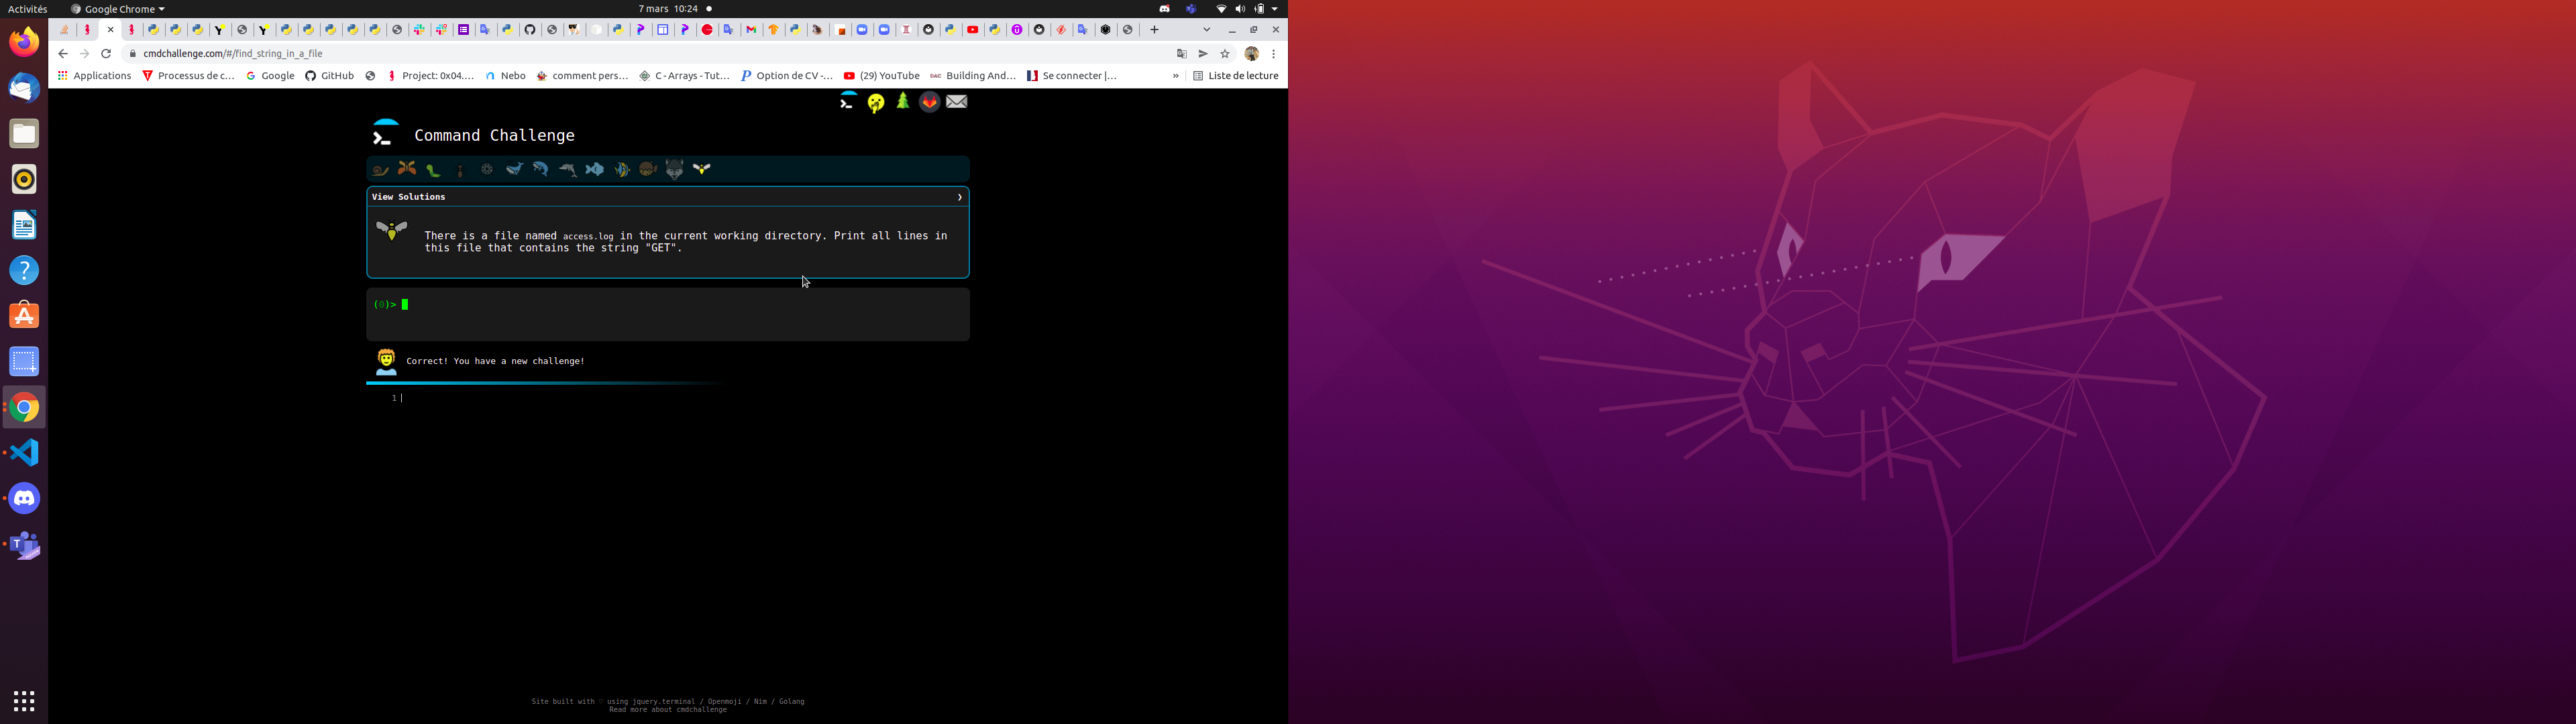 Activités
Google Chrome
7 mars 10:24
cmdchallenge.com/#/find_string_in_a_file
Applications
Processus de c…
Google
GitHub
Project: 0x04.…
Nebo
comment pers…
C - Arrays - Tut…
Option de CV -…
(29) YouTube
DAC
Building And…
Se connecter |…
»
Liste de lecture
Command Challenge
View Solutions
There is a file named access.log in the current working directory. Print all lines in
this file that contains the string "GET".
(0)>
Correct! You have a new challenge!
1
Site built with ♡ using jquery.terminal / Openmoji / Nim / Golang
Read more about cmdchallenge